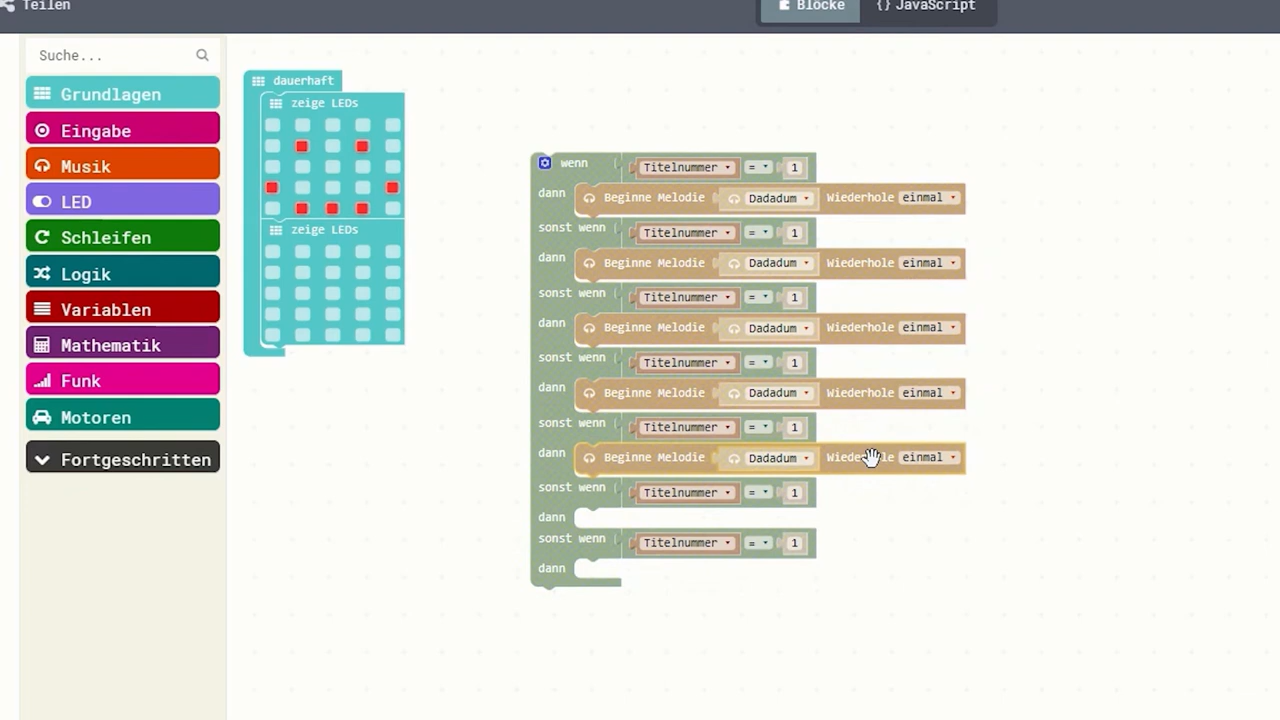 Teilen
Blöcke
{} JavaScript
Suche...
Grundlagen
Eingabe
Musik
LED
Schleifen
Logik
Variablen
Mathematik
Funk
Motoren
Fortgeschritten
dauerhaft
zeige LEDs
zeige LEDs
wenn Titelnummer = 1
dann Beginne Melodie Dadadum Wiederhole einmal
sonst wenn Titelnummer = 1
dann Beginne Melodie Dadadum Wiederhole einmal
sonst wenn Titelnummer = 1
dann Beginne Melodie Dadadum Wiederhole einmal
sonst wenn Titelnummer = 1
dann Beginne Melodie Dadadum Wiederhole einmal
sonst wenn Titelnummer = 1
dann Beginne Melodie Dadadum Wiederhole einmal
sonst wenn Titelnummer = 1
dann
sonst wenn Titelnummer = 1
dann